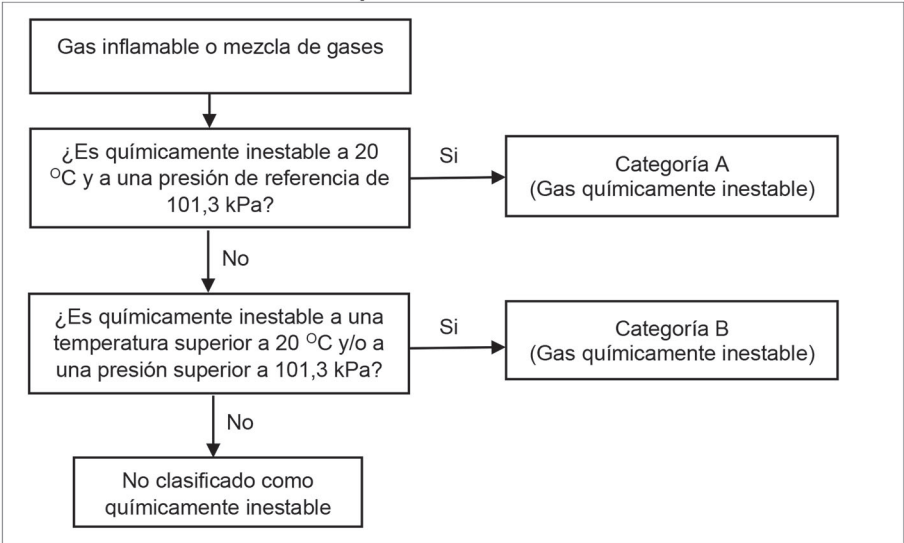 Gas inflamable o mezcla de gases
¿Es químicamente inestable a 20
ºC y a una presión de referencia de
101,3 kPa?
Si
Categoría A
(Gas químicamente inestable)
No
¿Es químicamente inestable a una
temperatura superior a 20 ºC y/o a
una presión superior a 101,3 kPa?
Si
Categoría B
(Gas químicamente inestable)
No
No clasificado como
químicamente inestable